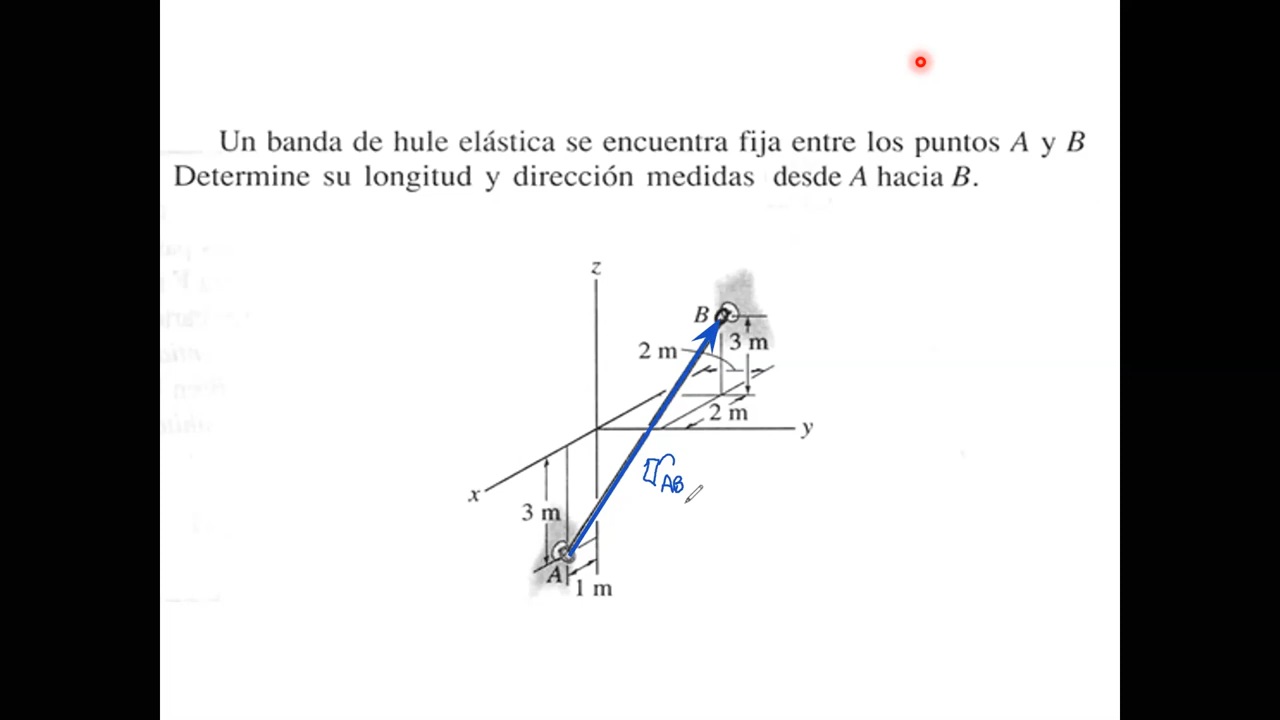 Un banda de hule elástica se encuentra fija entre los puntos A y B
Determine su longitud y dirección medidas desde A hacia B.
z
B
2 m
3 m
2 m
y
r AB
x
3 m
A
1 m